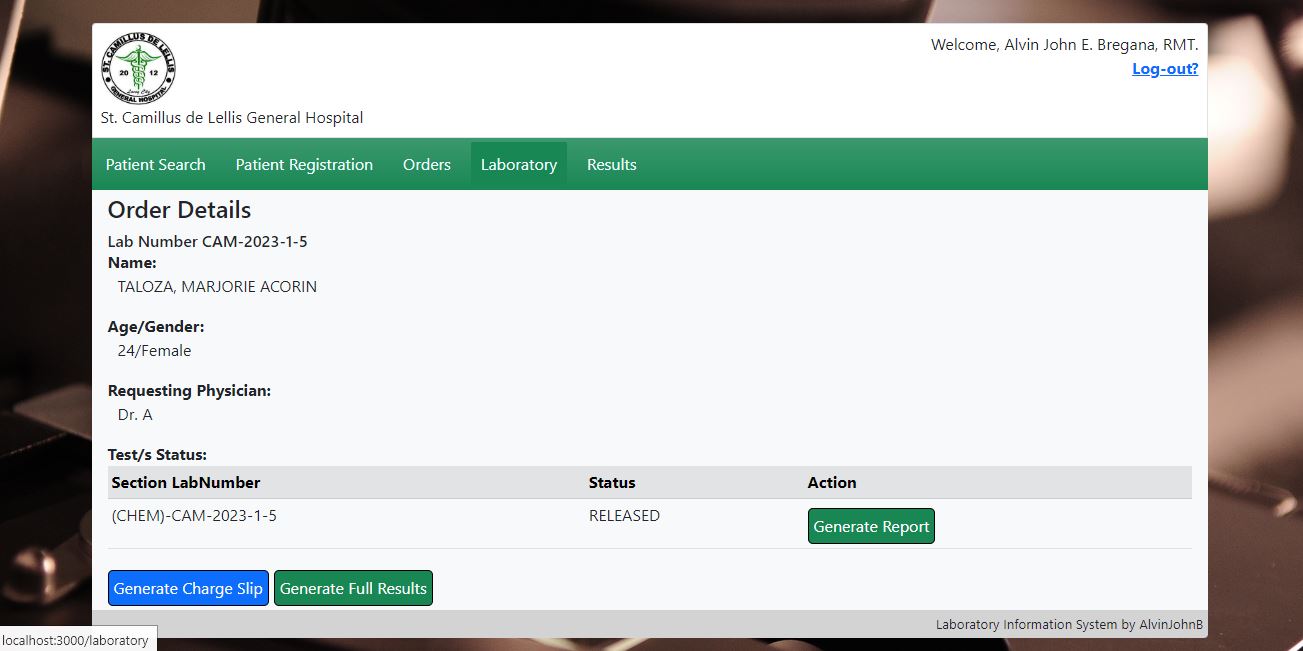 ST. CAMILLUS DE LELLIS
2012
GENERAL HOSPITAL
Welcome, Alvin John E. Bregana, RMT.
Log-out?
St. Camillus de Lellis General Hospital
Patient Search Patient Registration Orders Laboratory Results
Order Details
Lab Number CAM-2023-1-5
Name:
TALOZA, MARJORIE ACORIN
Age/Gender:
24/Female
Requesting Physician:
Dr. A
Test/s Status:
Section LabNumber Status Action
(CHEM)-CAM-2023-1-5 RELEASED Generate Report
Generate Charge Slip Generate Full Results
Laboratory Information System by AlvinJohnB
localhost:3000/laboratory